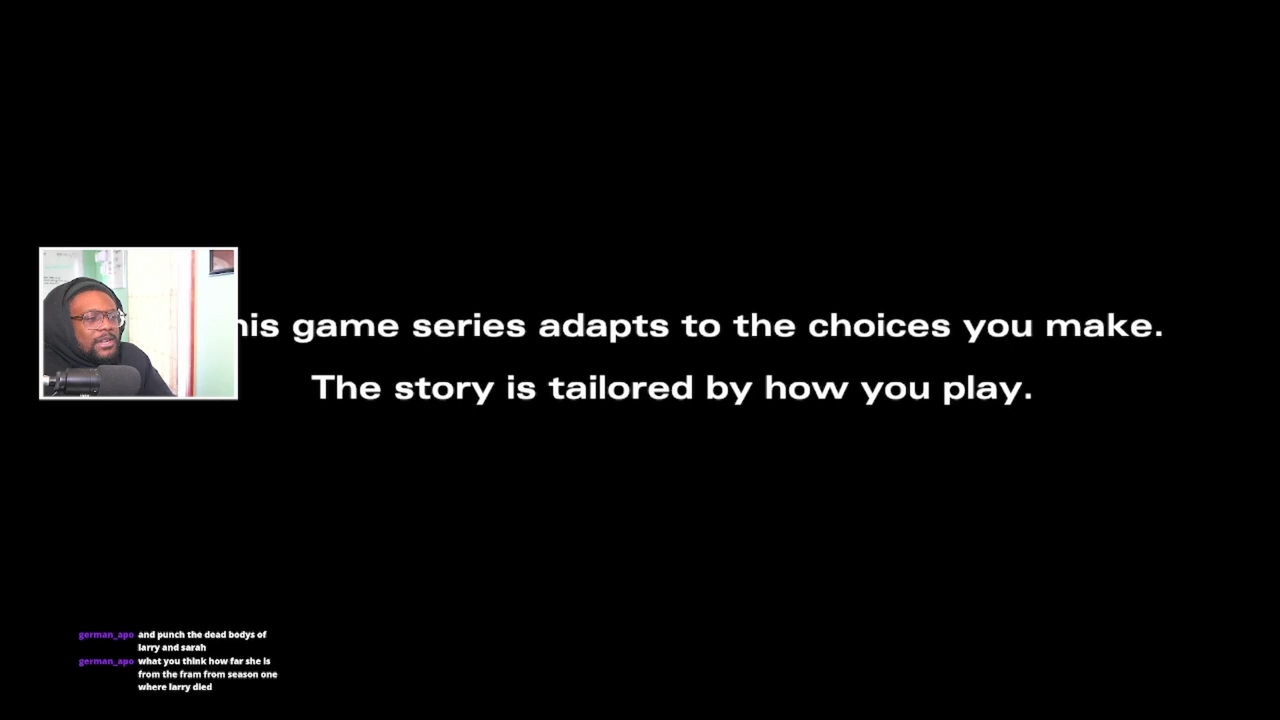 his game series adapts to the choices you make.
The story is tailored by how you play.
german_apo and punch the dead bodys of
larry and sarah
german_apo what you think how far she is
from the fram from season one
where larry died